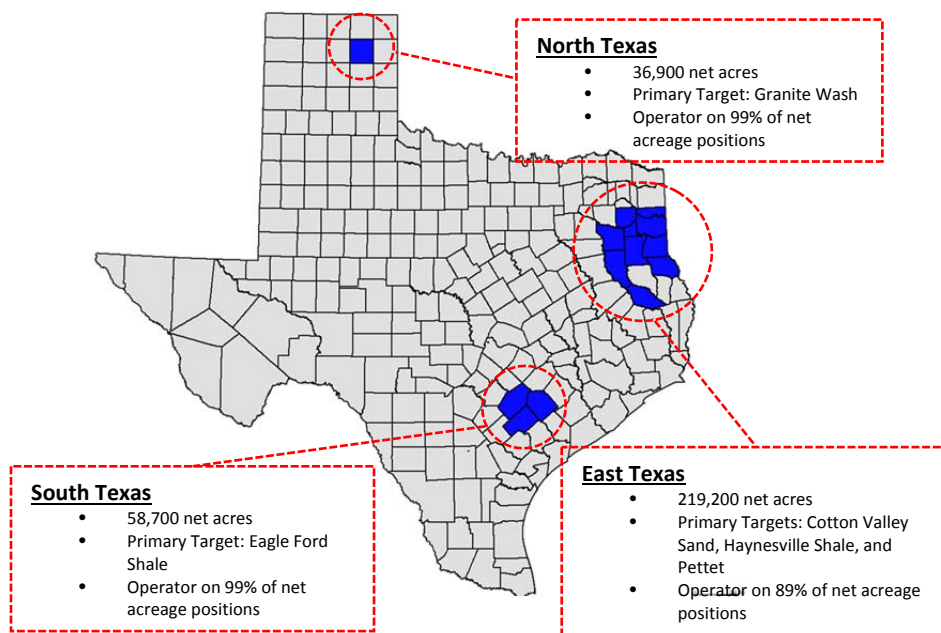 North Texas
• 36,900 net acres
• Primary Target: Granite Wash
• Operator on 99% of net
acreage positions
South Texas
• 58,700 net acres
• Primary Target: Eagle Ford
Shale
• Operator on 99% of net
acreage positions
East Texas
• 219,200 net acres
• Primary Targets: Cotton Valley
Sand, Haynesville Shale, and
Pettet
• Operator on 89% of net acreage
positions